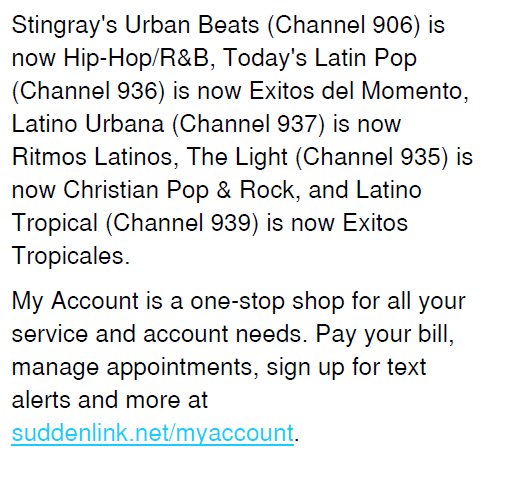 Stingray's Urban Beats (Channel 906) is
now Hip-Hop/R&B, Today's Latin Pop
(Channel 936) is now Exitos del Momento,
Latino Urbana (Channel 937) is now
Ritmos Latinos, The Light (Channel 935) is
now Christian Pop & Rock, and Latino
Tropical (Channel 939) is now Exitos
Tropicales.
My Account is a one-stop shop for all your
service and account needs. Pay your bill,
manage appointments, sign up for text
alerts and more at
suddenlink.net/myaccount.